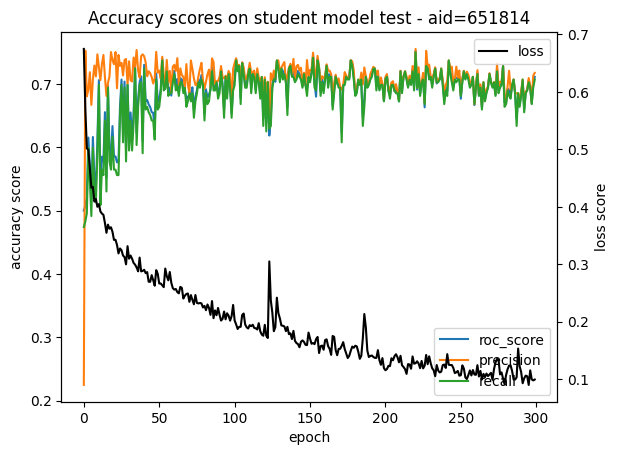 Accuracy scores on student model test - aid=651814
0.7
0.6
0.5
0.4
0.3
0.2
accuracy score
0.7
0.6
0.5
0.4
0.3
0.2
0.1
loss score
loss
roc_score
precision
recall
0
50
100
150
200
250
300
epoch